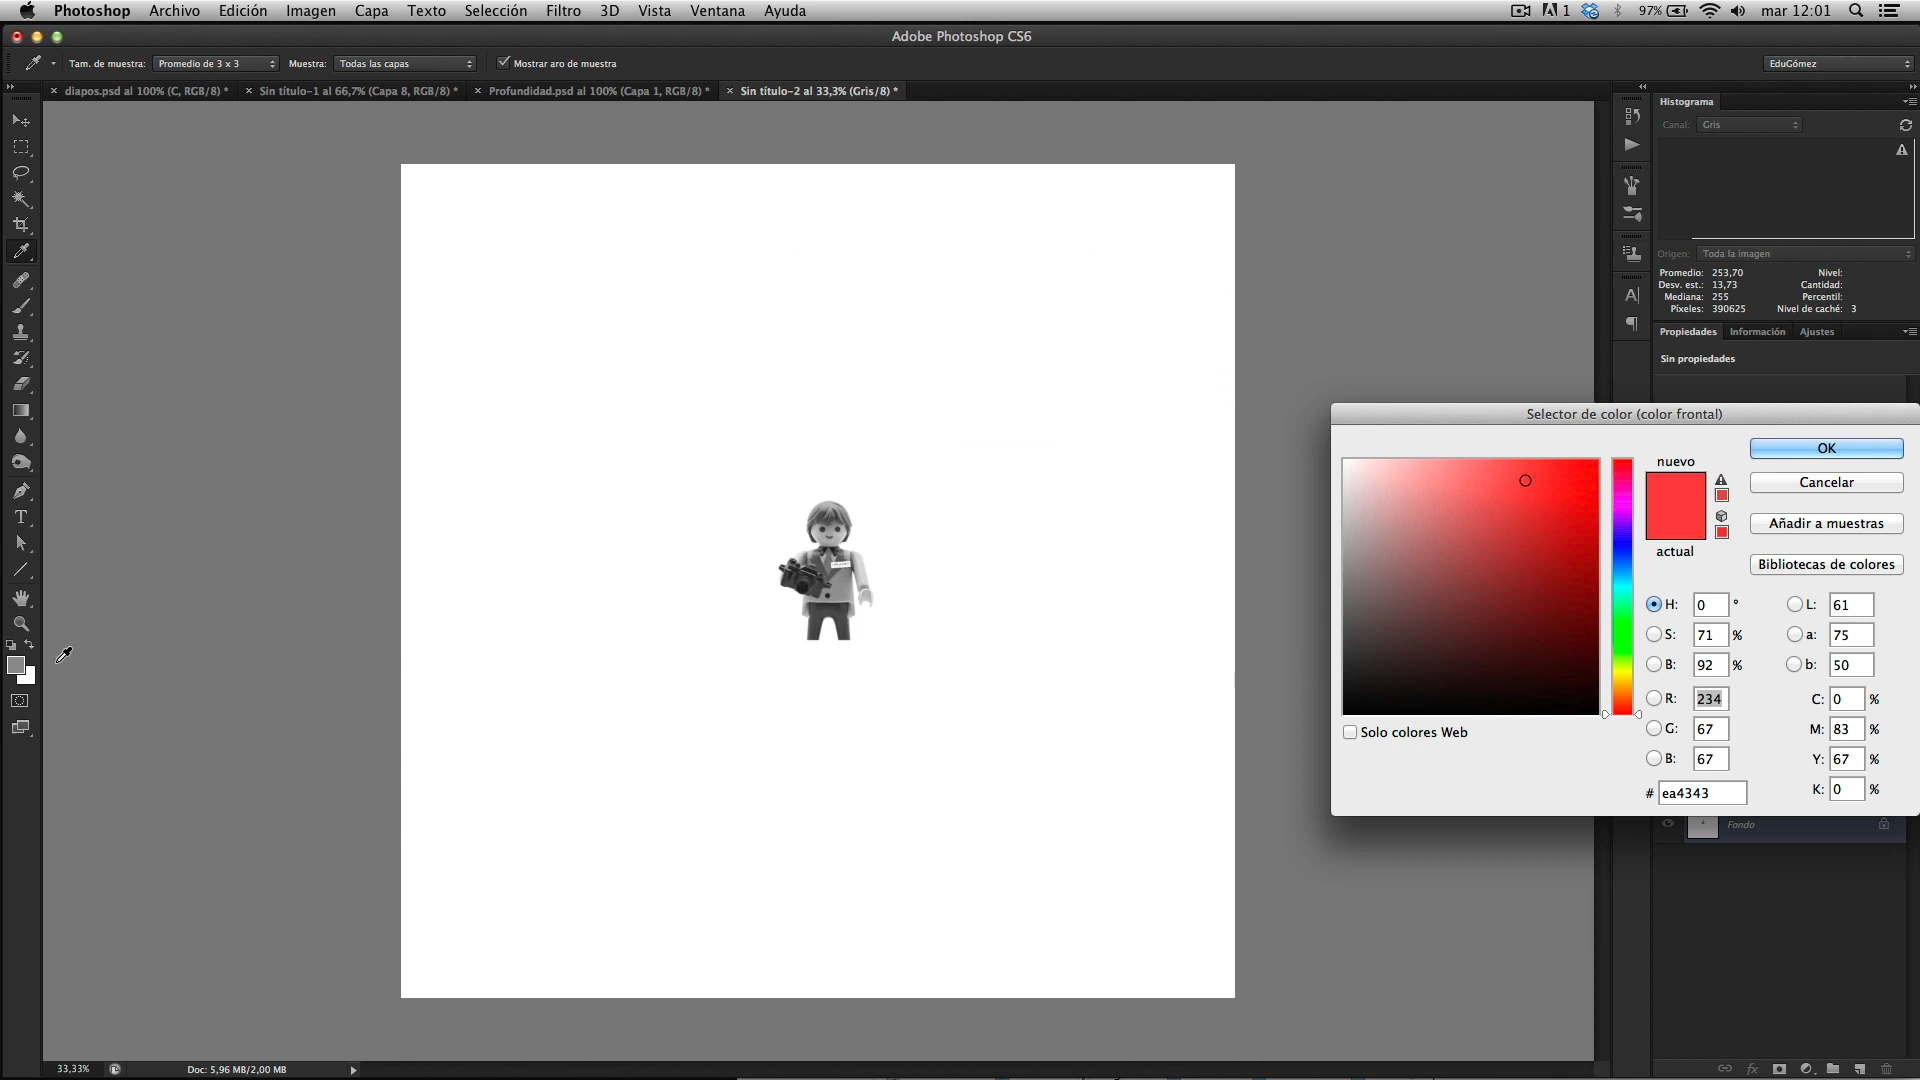 Photoshop Archivo Edición Imagen Capa Texto Selección Filtro 3D Vista Ventana Ayuda 1 97% mar 12:01
Adobe Photoshop CS6
Tam. de muestra: Promedio de 3 x 3 Muestra: Todas las capas Mostrar aro de muestra EduGómez
diapos.psd al 100% (C, RGB/8) * Sin título-1 al 66,7% (Capa 8, RGB/8) * Profundidad.psd al 100% (Capa 1, RGB/8) * Sin título-2 al 33,3% (Gris/8) *
Histograma
Canal: Gris
Origen: Toda la imagen
Promedio: 253,70 Nivel:
Desv. est.: 13,73 Cantidad:
Mediana: 255 Percentil:
Píxeles: 390625 Nivel de caché: 3
Propiedades Información Ajustes
Sin propiedades
Selector de color (color frontal)
OK
nuevo
Cancelar
Añadir a muestras
actual
Bibliotecas de colores
H: 0 ° L: 61
S: 71 % a: 75
B: 92 % b: 50
R: 234 C: 0 %
G: 67 M: 83 %
B: 67 Y: 67 %
# ea4343 K: 0 %
Solo colores Web
Fondo
33,33% Doc: 5,96 MB/2,00 MB
fx